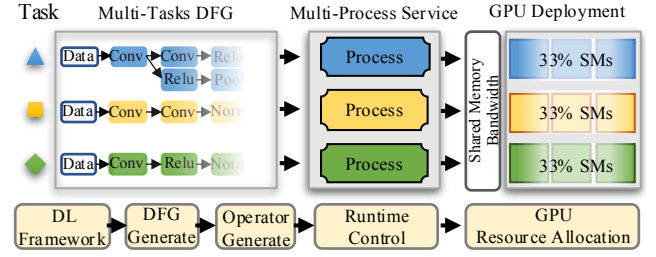 Task
Multi-Tasks DFG
Multi-Process Service
GPU Deployment
Data Conv Conv Relu
Relu Poo
Process
33% SMs
Data Conv Conv Norm
Process
33% SMs
Data Conv Relu Norm
Process
33% SMs
Shared Memory
Bandwidth
DL
Framework
DFG
Generate
Operator
Generate
Runtime
Control
GPU
Resource Allocation